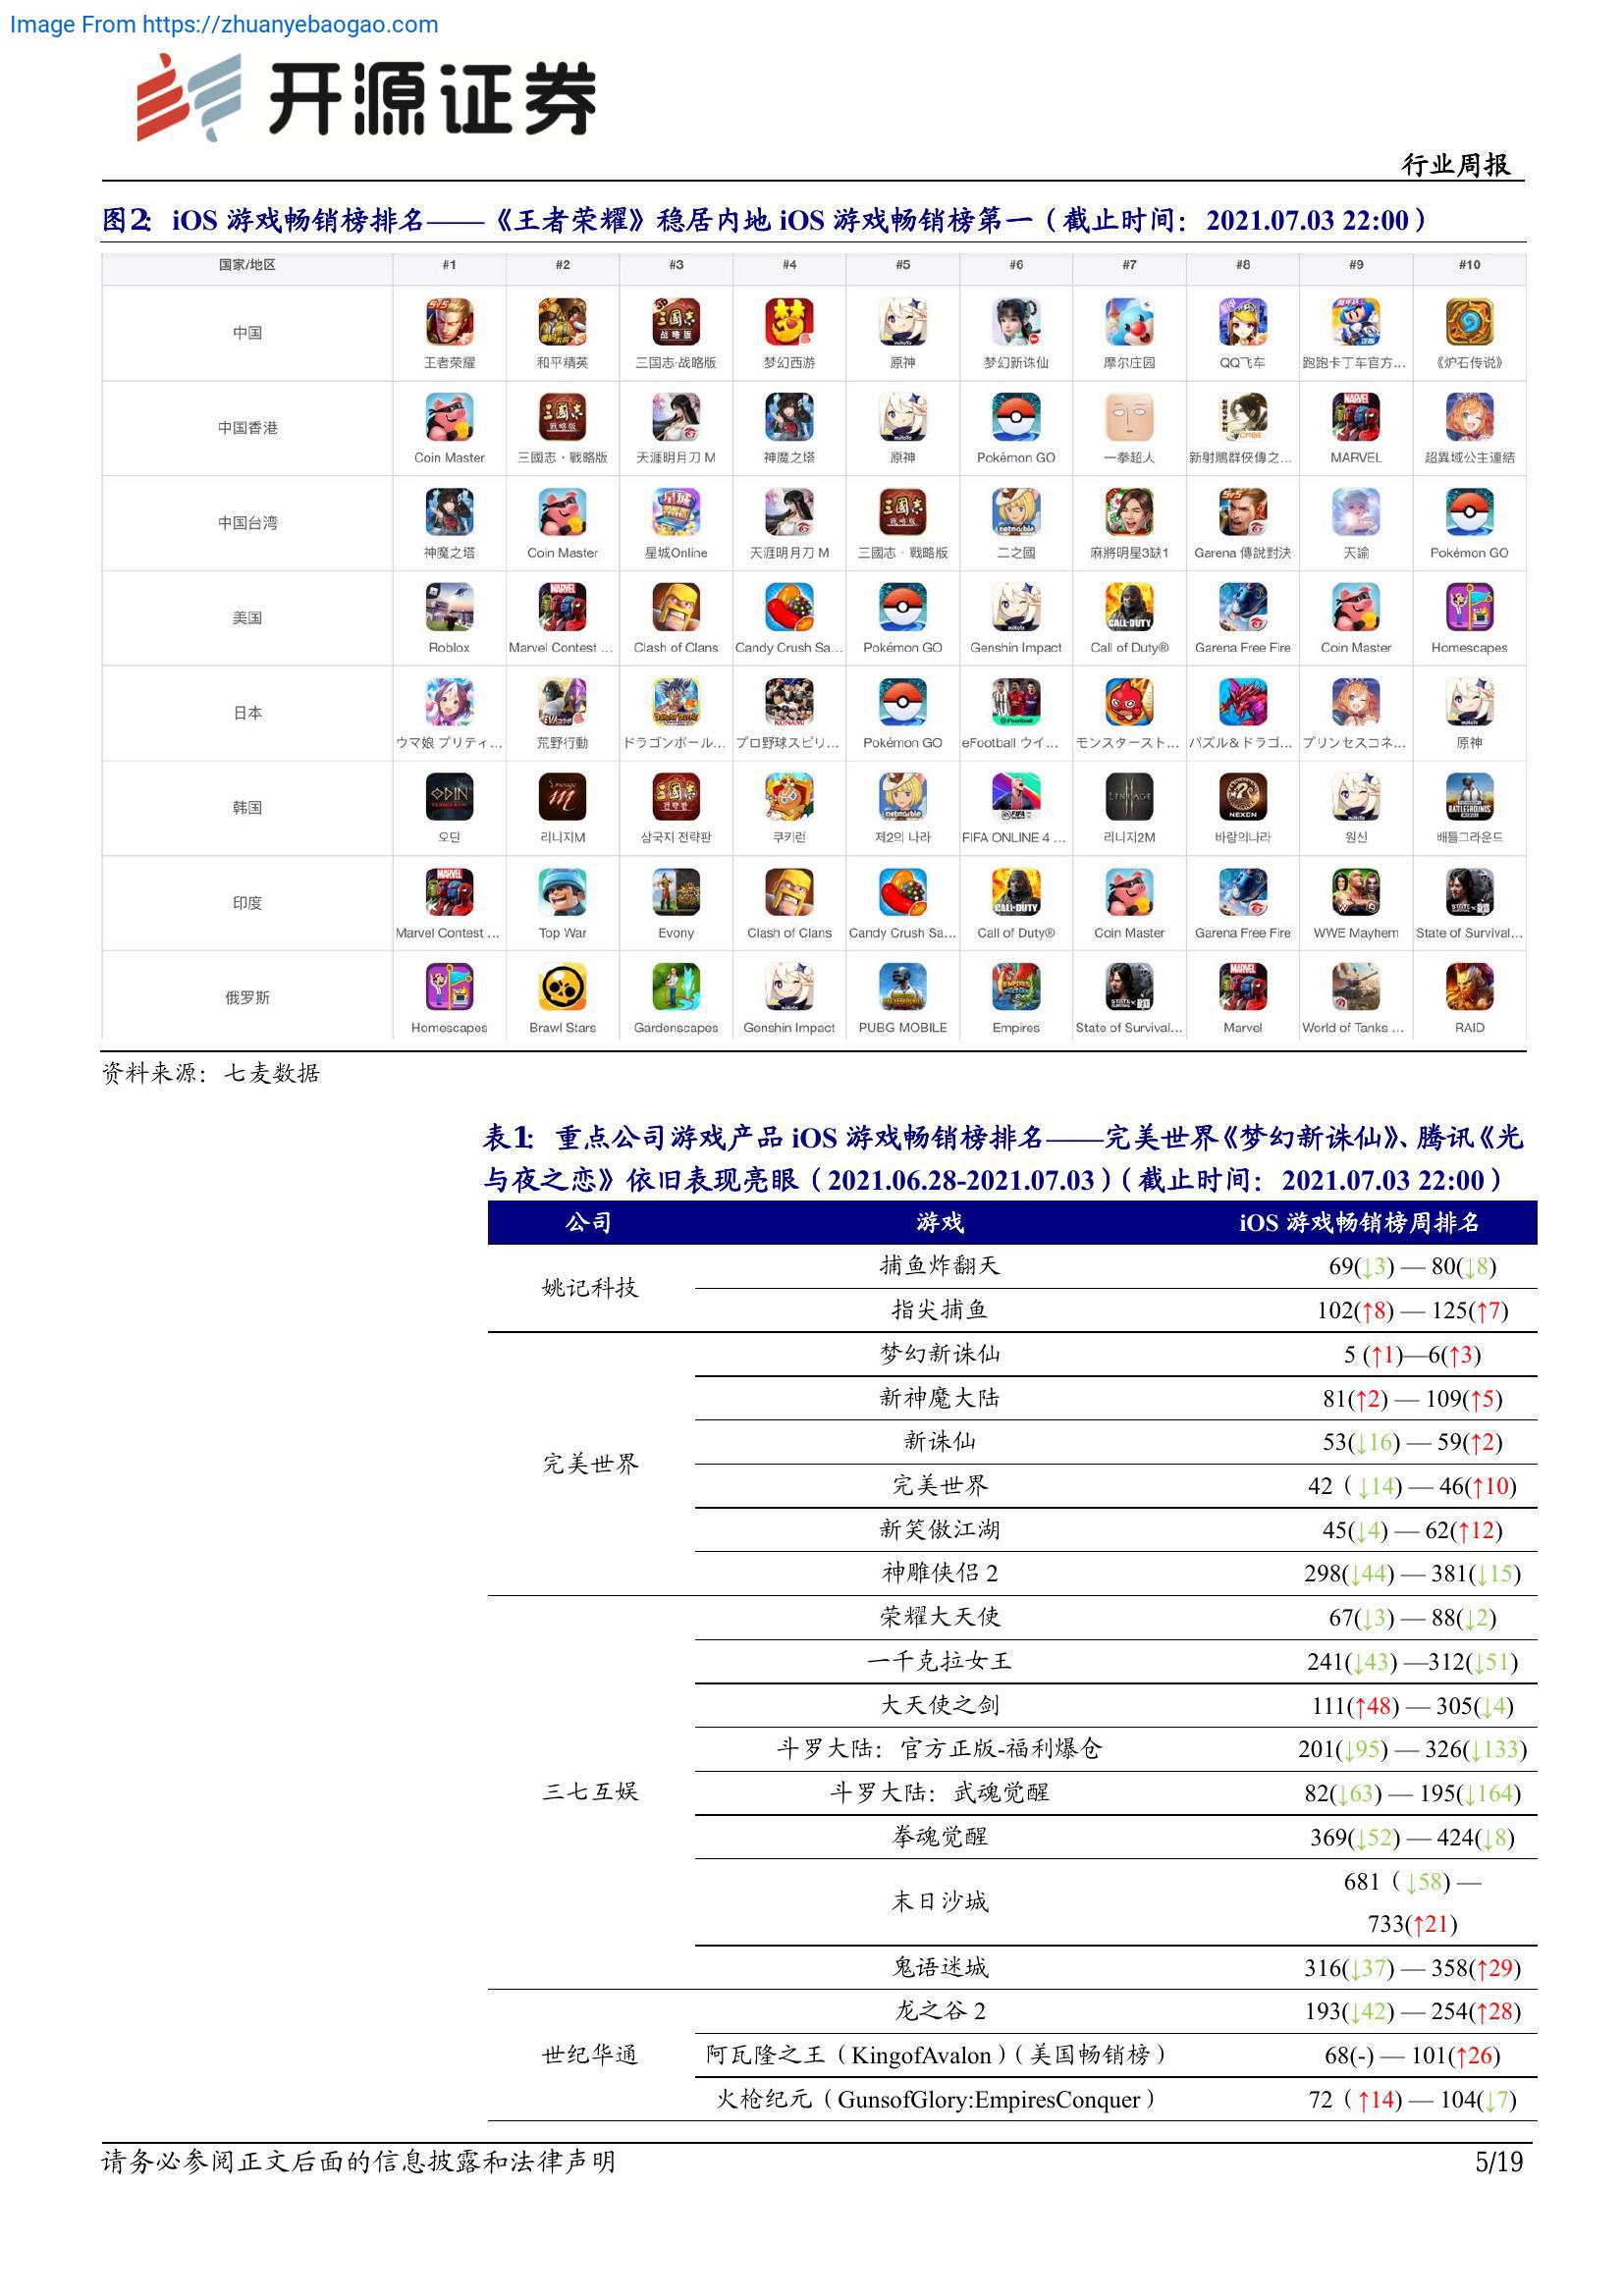 Image From https://zhuanyebaogao.com
开源证券
行业周报
图2: iOS 游戏畅销榜排名——《王者荣耀》稳居内地 iOS 游戏畅销榜第一（截止时间：2021.07.03 22:00）
国家/地区 #1 #2 #3 #4 #5 #6 #7 #8 #9 #10
中国 王者荣耀 和平精英 三国志·战略版 梦幻西游 原神 梦幻新诛仙 摩尔庄园 QQ飞车 跑跑卡丁车官方... 《炉石传说》
中国香港 Coin Master 三國志・戰略版 天涯明月刀 M 神魔之塔 原神 Pokémon GO 一拳超人 新射鵰群俠傳之... MARVEL 超異域公主連結
中国台湾 神魔之塔 Coin Master 星城Online 天涯明月刀 M 三國志・戰略版 二之國 麻將明星3缺1 Garena 傳說對決 天諭 Pokémon GO
美国 Roblox Marvel Contest ... Clash of Clans Candy Crush Sa... Pokémon GO Genshin Impact Call of Duty® Garena Free Fire Coin Master Homescapes
日本 ウマ娘 プリティ... 荒野行動 ドラゴンボール... プロ野球スピリ... Pokémon GO eFootball ウイ... モンスタースト... パズル＆ドラゴ... プリンセスコネ... 原神
韩国 오딘 리니지M 삼국지 전략판 쿠키런 제2의 나라 FIFA ONLINE 4 ... 리니지2M 바람의나라 원신 배틀그라운드
印度 Marvel Contest ... Top War Evony Clash of Clans Candy Crush Sa... Call of Duty® Coin Master Garena Free Fire WWE Mayhem State of Survival...
俄罗斯 Homescapes Brawl Stars Gardenscapes Genshin Impact PUBG MOBILE Empires State of Survival... Marvel World of Tanks ... RAID
资料来源：七麦数据
表1: 重点公司游戏产品 iOS 游戏畅销榜排名——完美世界《梦幻新诛仙》、腾讯《光
与夜之恋》依旧表现亮眼（2021.06.28-2021.07.03）（截止时间：2021.07.03 22:00）
公司 游戏 iOS 游戏畅销榜周排名
姚记科技 捕鱼炸翻天 69(↓3) — 80(↓8)
指尖捕鱼 102(↑8) — 125(↑7)
完美世界 梦幻新诛仙 5 (↑1)—6(↑3)
新神魔大陆 81(↑2) — 109(↑5)
新诛仙 53(↓16) — 59(↑2)
完美世界 42（↓14) — 46(↑10)
新笑傲江湖 45(↓4) — 62(↑12)
神雕侠侣 2 298(↓44) — 381(↓15)
三七互娱 荣耀大天使 67(↓3) — 88(↓2)
一千克拉女王 241(↓43) —312(↓51)
大天使之剑 111(↑48) — 305(↓4)
斗罗大陆：官方正版-福利爆仓 201(↓95) — 326(↓133)
斗罗大陆：武魂觉醒 82(↓63) — 195(↓164)
拳魂觉醒 369(↓52) — 424(↓8)
末日沙城 681（↓58) —
733(↑21)
鬼语迷城 316(↓37) — 358(↑29)
世纪华通 龙之谷 2 193(↓42) — 254(↑28)
阿瓦隆之王（KingofAvalon）（美国畅销榜） 68(-) — 101(↑26)
火枪纪元（GunsofGlory:EmpiresConquer） 72（↑14) — 104(↓7)
请务必参阅正文后面的信息披露和法律声明
5/19